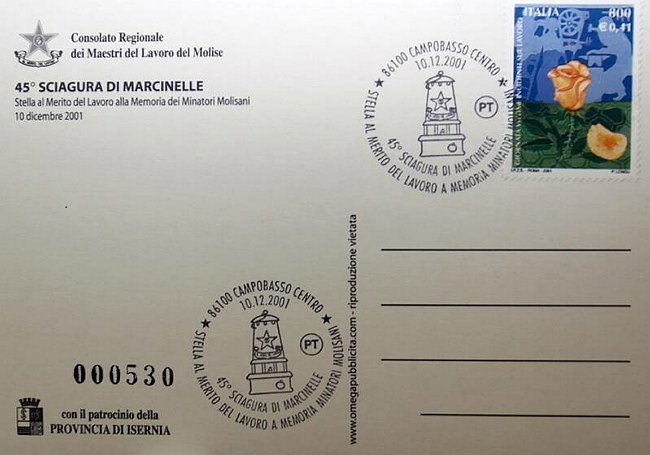 Consolato Regionale
dei Maestri del Lavoro del Molise
45° SCIAGURA DI MARCINELLE
Stella al Merito del Lavoro alla Memoria dei Minatori Molisani
10 dicembre 2001
★ 86100 CAMPOBASSO CENTRO ★
10.12.2001
PT
45° SCIAGURA DI MARCINELLE
STELLA AL MERITO DEL LAVORO A MEMORIA MINATORI MOLISANI
ITALIA 800
€ 0,41
I.P.Z.S. - ROMA - 2001
www.omegapubblicita.com - riproduzione vietata
★ 86100 CAMPOBASSO CENTRO ★
10.12.2001
PT
45° SCIAGURA DI MARCINELLE
STELLA AL MERITO DEL LAVORO A MEMORIA MINATORI MOLISANI
000530
con il patrocinio della
PROVINCIA DI ISERNIA